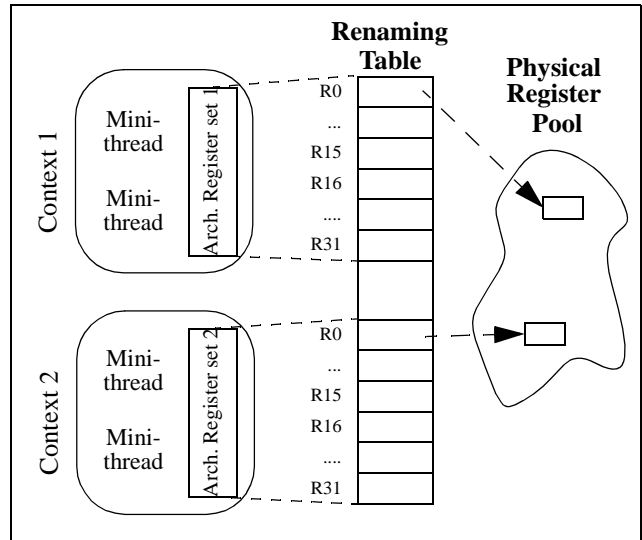 Renaming
Table
Physical
Register
Pool
Context 1
Mini-
thread
Mini-
thread
Arch. Register set 1
R0
...
R15
R16
....
R31
Context 2
Mini-
thread
Mini-
thread
Arch. Register set 2
R0
...
R15
R16
....
R31